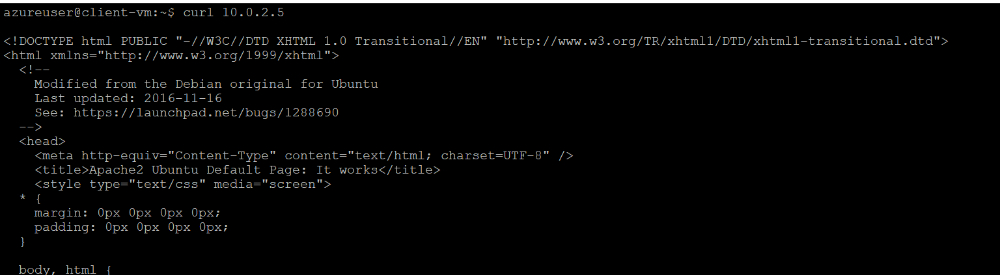 azureuser@client-vm:~$ curl 10.0.2.5
<!DOCTYPE html PUBLIC "-//W3C//DTD XHTML 1.0 Transitional//EN" "http://www.w3.org/TR/xhtml1/DTD/xhtml1-transitional.dtd">
<html xmlns="http://www.w3.org/1999/xhtml">
  <!--
    Modified from the Debian original for Ubuntu
    Last updated: 2016-11-16
    See: https://launchpad.net/bugs/1288690
  -->
  <head>
    <meta http-equiv="Content-Type" content="text/html; charset=UTF-8" />
    <title>Apache2 Ubuntu Default Page: It works</title>
    <style type="text/css" media="screen">
  * {
    margin: 0px 0px 0px 0px;
    padding: 0px 0px 0px 0px;
  }
  body, html {